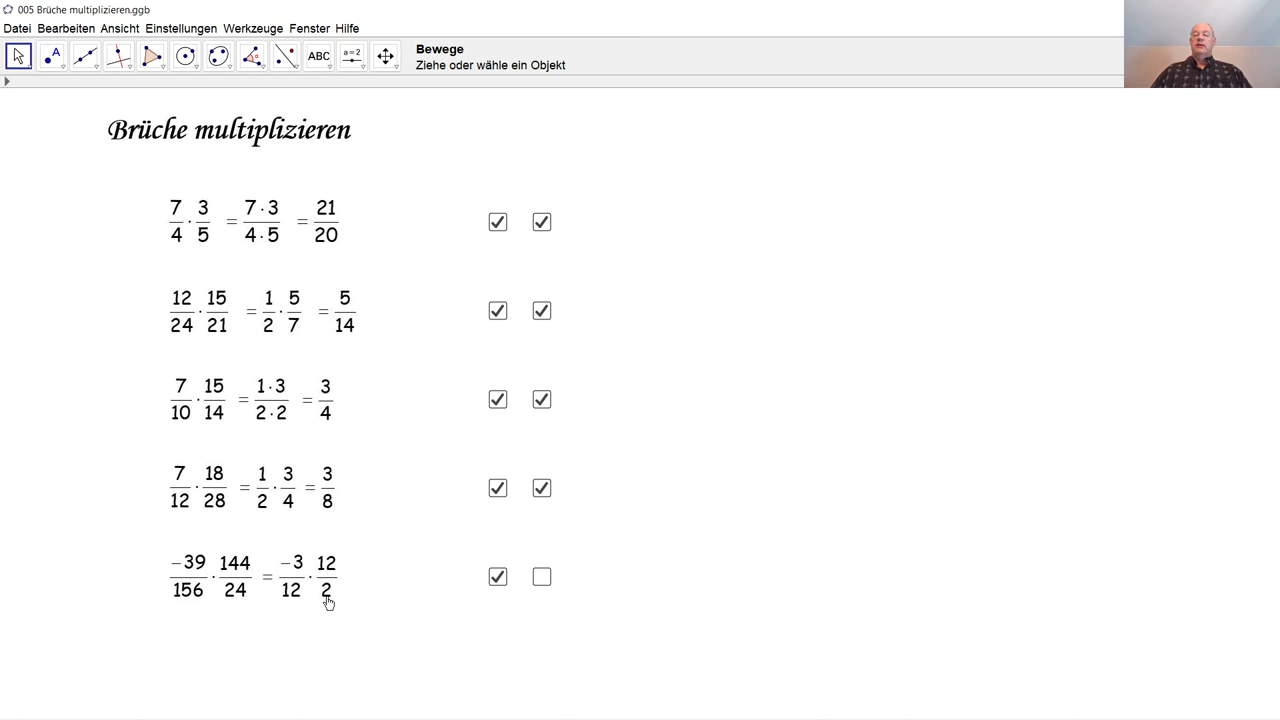 005 Brüche multiplizieren.ggb
Datei Bearbeiten Ansicht Einstellungen Werkzeuge Fenster Hilfe
A ABC a=2
Bewege
Ziehe oder wähle ein Objekt
Brüche multiplizieren
7/4 · 3/5 = (7·3)/(4·5) = 21/20
12/24 · 15/21 = 1/2 · 5/7 = 5/14
7/10 · 15/14 = (1·3)/(2·2) = 3/4
7/12 · 18/28 = 1/2 · 3/4 = 3/8
−39/156 · 144/24 = −3/12 · 12/2